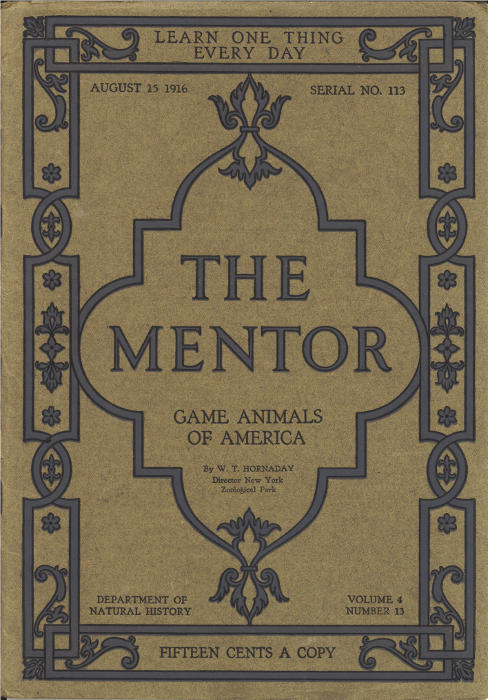 LEARN ONE THING
EVERY DAY
AUGUST 15 1916
SERIAL NO. 113
THE
MENTOR
GAME ANIMALS
OF AMERICA
By W. T. HORNADAY
Director New York
Zoological Park
DEPARTMENT OF
NATURAL HISTORY
VOLUME 4
NUMBER 13
FIFTEEN CENTS A COPY